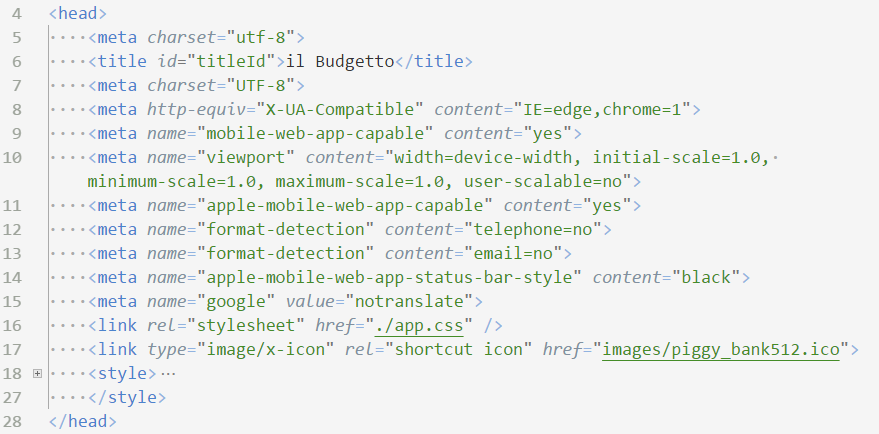 4 <head>
5 ····<meta charset="utf-8">
6 ····<title id="titleId">il Budgetto</title>
7 ····<meta charset="UTF-8">
8 ····<meta http-equiv="X-UA-Compatible" content="IE=edge,chrome=1">
9 ····<meta name="mobile-web-app-capable" content="yes">
10 ····<meta name="viewport" content="width=device-width, initial-scale=1.0,·
minimum-scale=1.0, maximum-scale=1.0, user-scalable=no">
11 ····<meta name="apple-mobile-web-app-capable" content="yes">
12 ····<meta name="format-detection" content="telephone=no">
13 ····<meta name="format-detection" content="email=no">
14 ····<meta name="apple-mobile-web-app-status-bar-style" content="black">
15 ····<meta name="google" value="notranslate">
16 ····<link rel="stylesheet" href="./app.css" />
17 ····<link type="image/x-icon" rel="shortcut icon" href="images/piggy_bank512.ico">
18 ····<style>···
27 ····</style>
28 </head>